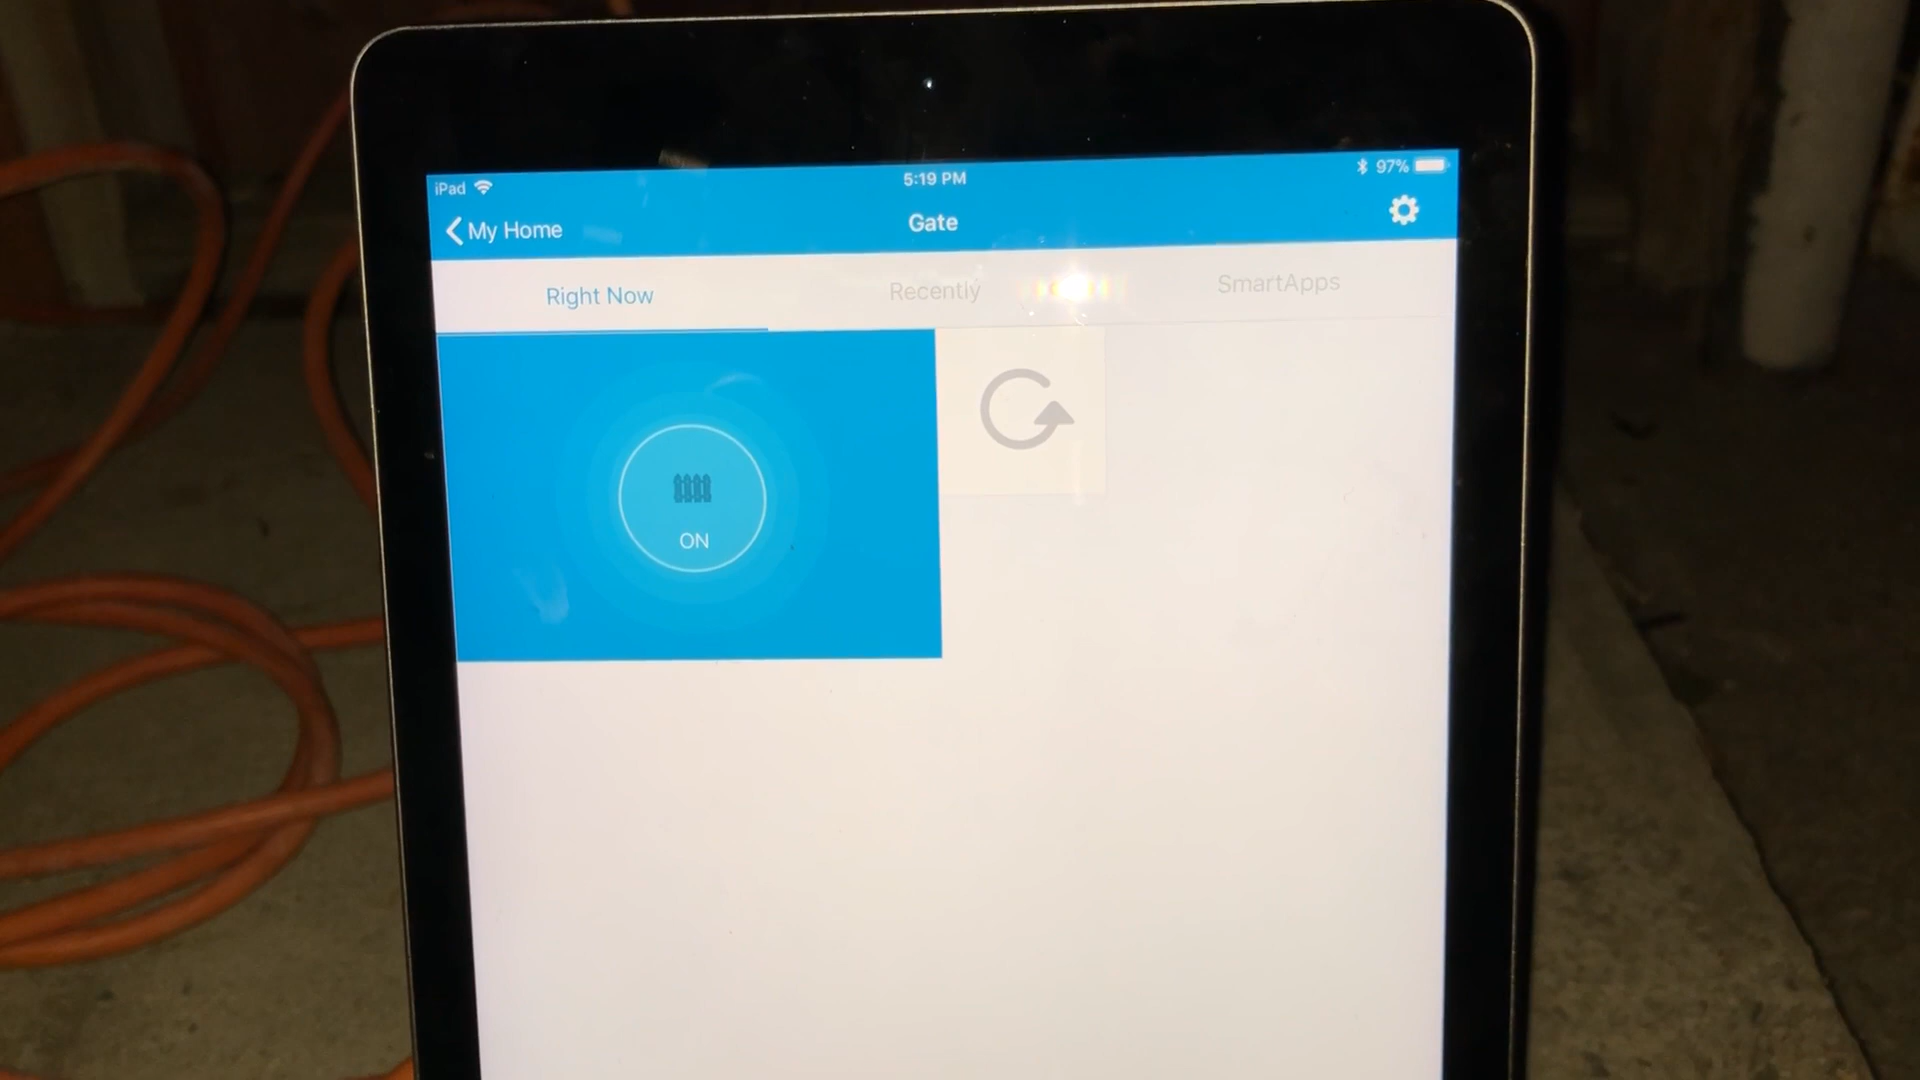 iPad
5:19 PM
97%
My Home
Gate
Right Now
Recently
SmartApps
ON